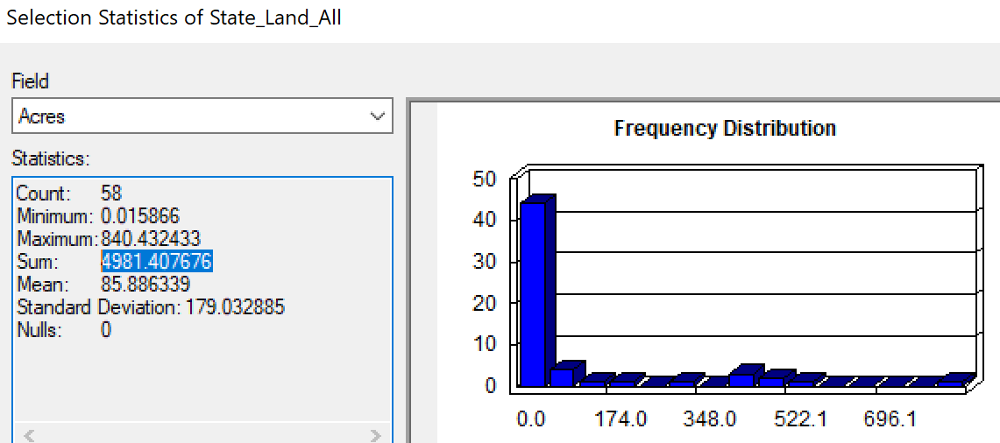 Selection Statistics of State_Land_All
Field
Acres
Statistics:
Count: 58
Minimum: 0.015866
Maximum: 840.432433
Sum: 4981.407676
Mean: 85.886339
Standard Deviation: 179.032885
Nulls: 0
Frequency Distribution
50
40
30
20
10
0
0.0 174.0 348.0 522.1 696.1